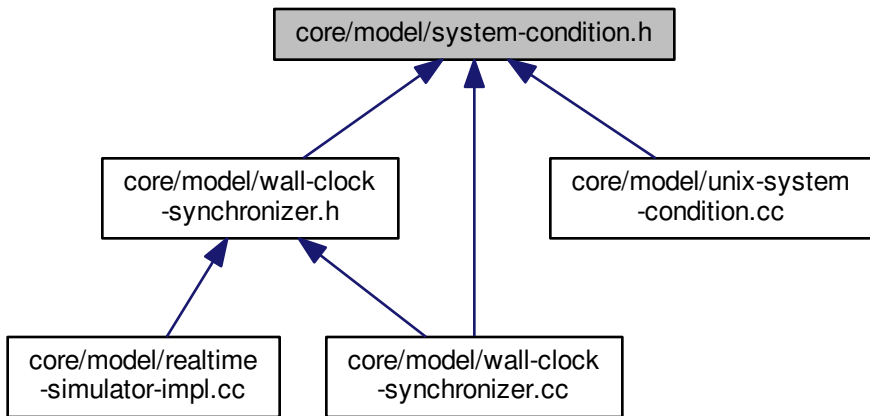 core/model/system-condition.h
core/model/wall-clock
-synchronizer.h
core/model/unix-system
-condition.cc
core/model/realtime
-simulator-impl.cc
core/model/wall-clock
-synchronizer.cc